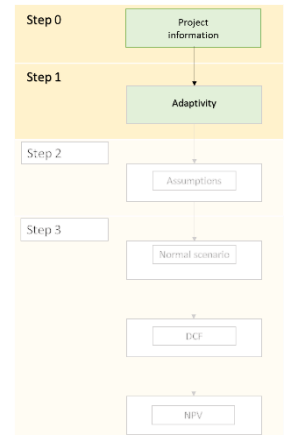 Step 0
Project
information
Step 1
Adaptivity
Step 2
Assumptions
Step 3
Normal scenario
DCF
NPV